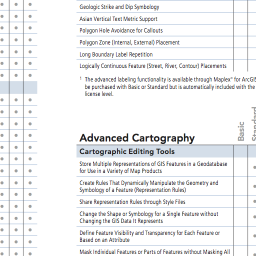 Geologic Strike and Dip Symbology
Asian Vertical Text Metric Support
Polygon Hole Avoidance for Callouts
Polygon Zone (Internal, External) Placement
Long Boundary Label Repetition
Logically Continuous Feature (Street, River, Contour) Placements
¹ The advanced labeling functionality is available through Maplex® for ArcGIS
be purchased with Basic or Standard but is automatically included with the
license level.
Basic
Advanced Cartography
Cartographic Editing Tools
Store Multiple Representations of GIS Features in a Geodatabase
for Use in a Variety of Map Products
Create Rules That Dynamically Manipulate the Geometry and
Symbology of a Feature (Representation Rules)
Share Representation Rules through Style Files
Change the Shape or Symbology for a Single Feature without
Changing the GIS Data It Represents
Define Feature Visibility and Transparency for Each Feature or
Based on an Attribute
Mask Individual Features or Parts of Features without Masking All